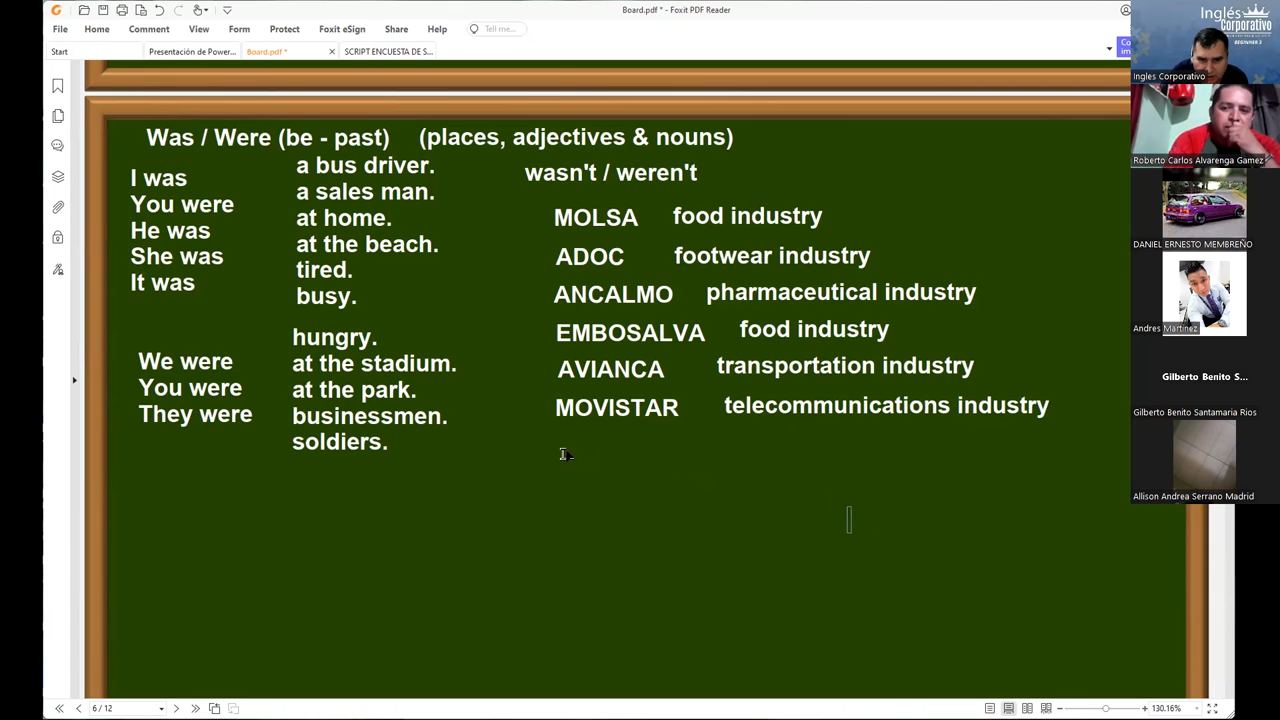 Board.pdf * - Foxit PDF Reader
File Home Comment View Form Protect Foxit eSign Share Help Tell me...
Start Presentación de Power... Board.pdf * SCRIPT ENCUESTA DE S...
Was / Were (be - past) (places, adjectives & nouns)
I was
You were
He was
She was
It was
a bus driver.
a sales man.
at home.
at the beach.
tired.
busy.
We were
You were
They were
hungry.
at the stadium.
at the park.
businessmen.
soldiers.
wasn't / weren't
MOLSA food industry
ADOC footwear industry
ANCALMO pharmaceutical industry
EMBOSALVA food industry
AVIANCA transportation industry
MOVISTAR telecommunications industry
Inglés
Corporativo
BEGINNER 3
Ingles Corporativo
Roberto Carlos Alvarenga Gamez
DANIEL ERNESTO MEMBREÑO
Andres Martinez
Gilberto Benito S...
Gilberto Benito Santamaria Rios
Allison Andrea Serrano Madrid
6 / 12
130.16%